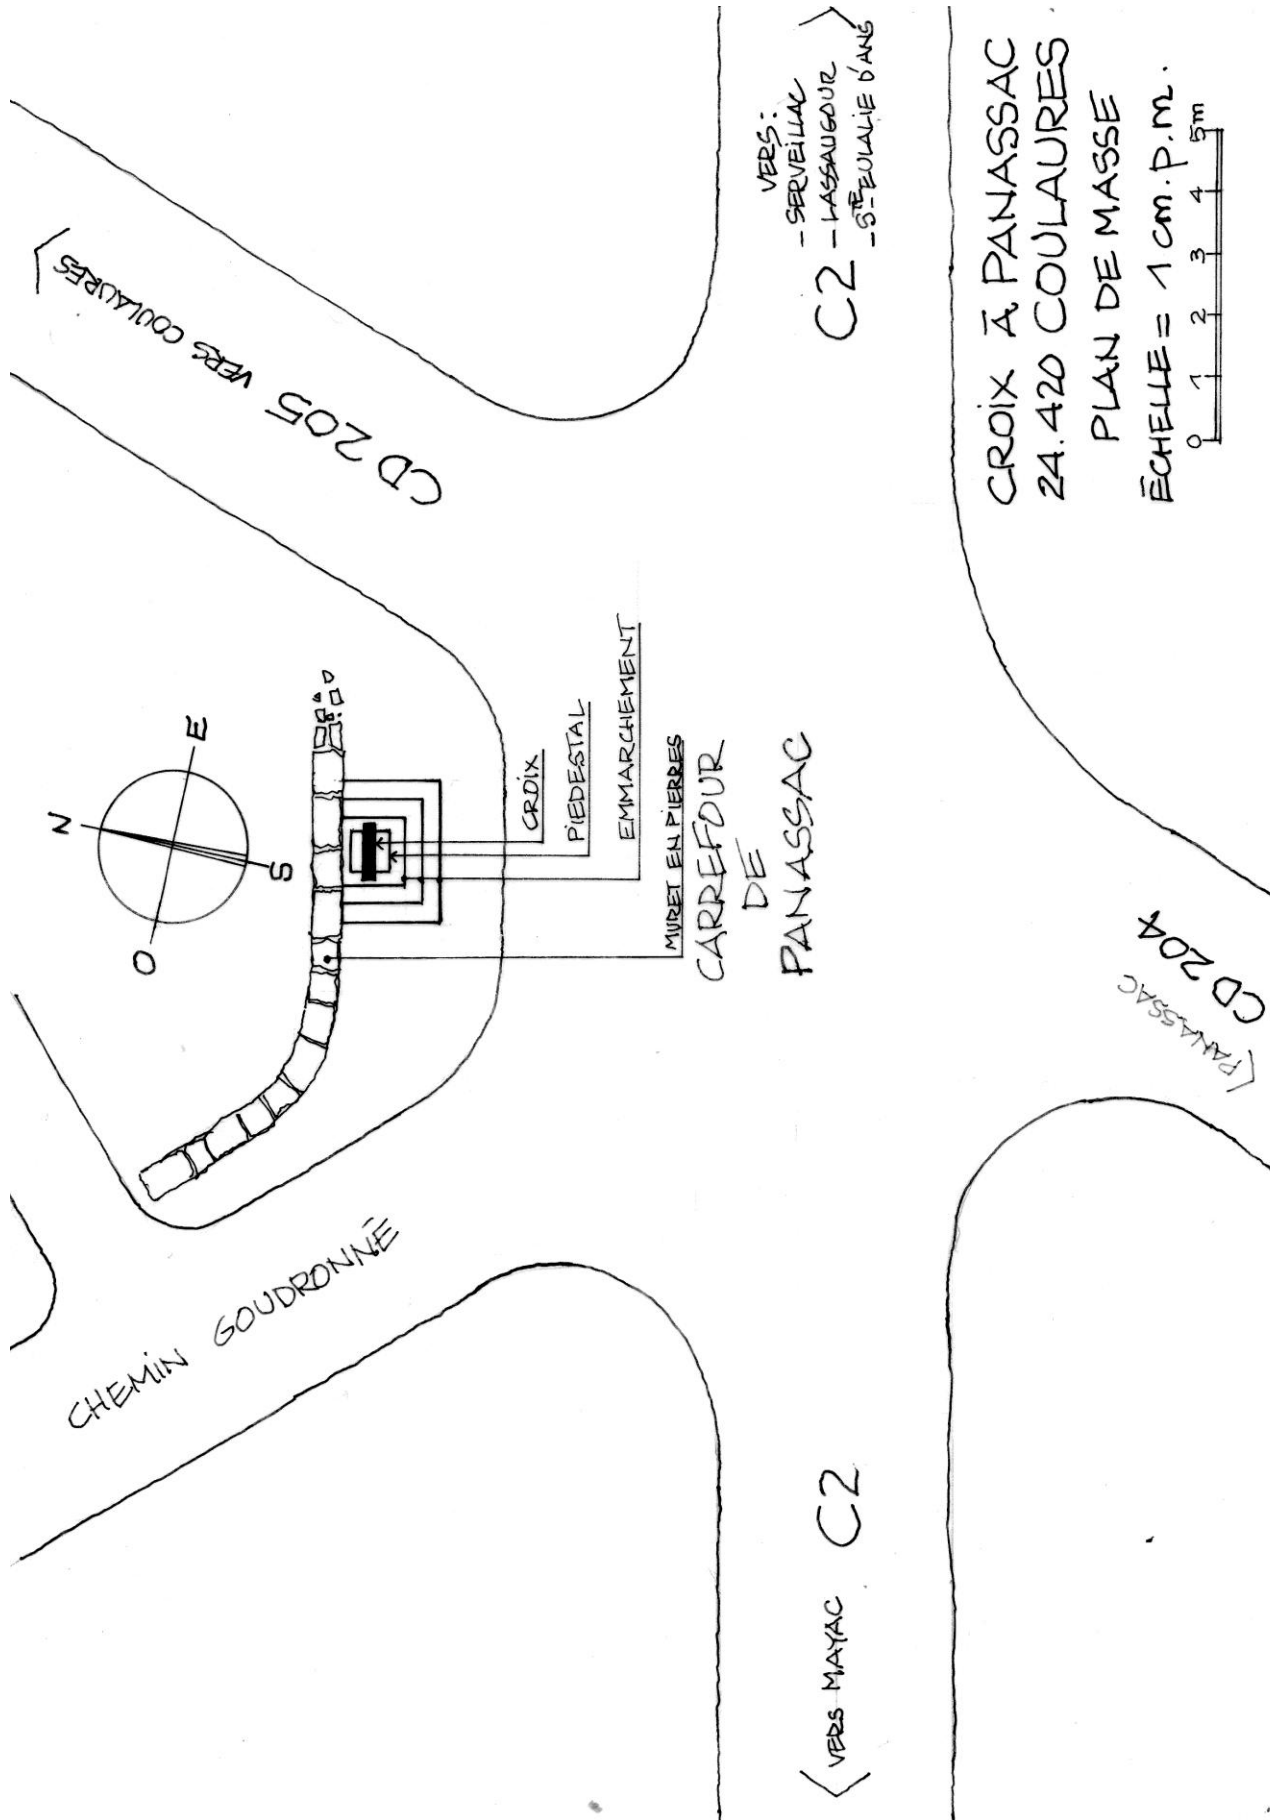 CROIX À PANASSAC
24.420 COULAURES
PLAN DE MASSE
ÉCHELLE = 1 cm.p.m.
0 1 2 3 4 5m
CD 205 VERS COULAURES
N
E
S
O
CROIX
PIEDESTAL
EMMARCHEMENT
MURET EN PIERRES
CARREFOUR
DE
PANASSAC
CHEMIN GOUDRONNÉ
VERS MAYAC C2
VERS:
- SERVEILLAC
C2 - LASSAUGOUR
- STE EULALIE D'ANS
PANASSAC
CD 204